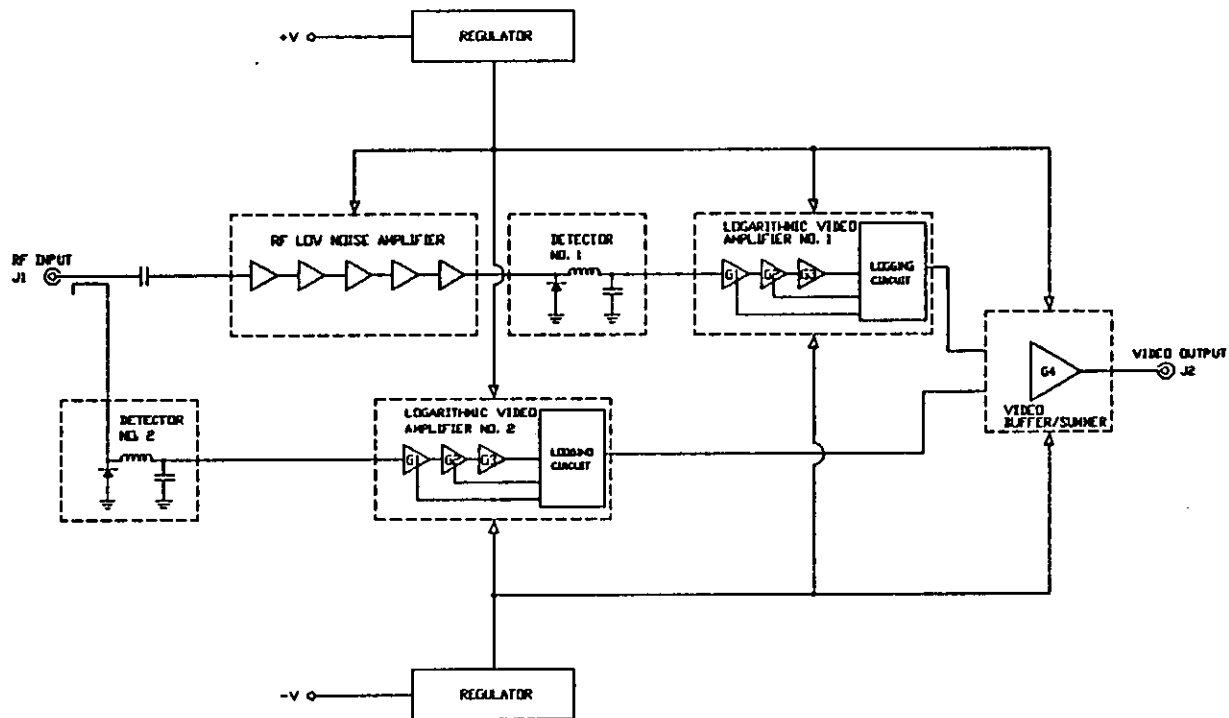 +V
REGULATOR
RF LOW NOISE AMPLIFIER
DETECTOR
NO. 1
LOGARITHMIC VIDEO
AMPLIFIER NO. 1
G1
G2
G3
LOGGING
CIRCUIT
RF INPUT
J1
VIDEO OUTPUT
J2
G4
VIDEO
BUFFER/SUMMER
DETECTOR
NO. 2
LOGARITHMIC VIDEO
AMPLIFIER NO. 2
G1
G2
G3
LOGGING
CIRCUIT
-V
REGULATOR